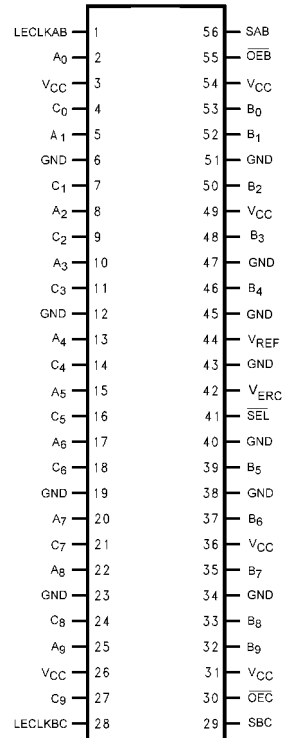 LECLKAB 1 56 SAB
A0 2 55 OEB
VCC 3 54 VCC
C0 4 53 B0
A1 5 52 B1
GND 6 51 GND
C1 7 50 B2
A2 8 49 VCC
C2 9 48 B3
A3 10 47 GND
C3 11 46 B4
GND 12 45 GND
A4 13 44 VREF
C4 14 43 GND
A5 15 42 VERC
C5 16 41 SEL
A6 17 40 GND
C6 18 39 B5
GND 19 38 GND
A7 20 37 B6
C7 21 36 VCC
A8 22 35 B7
GND 23 34 GND
C8 24 33 B8
A9 25 32 B9
VCC 26 31 VCC
C9 27 30 OEC
LECLKBC 28 29 SBC